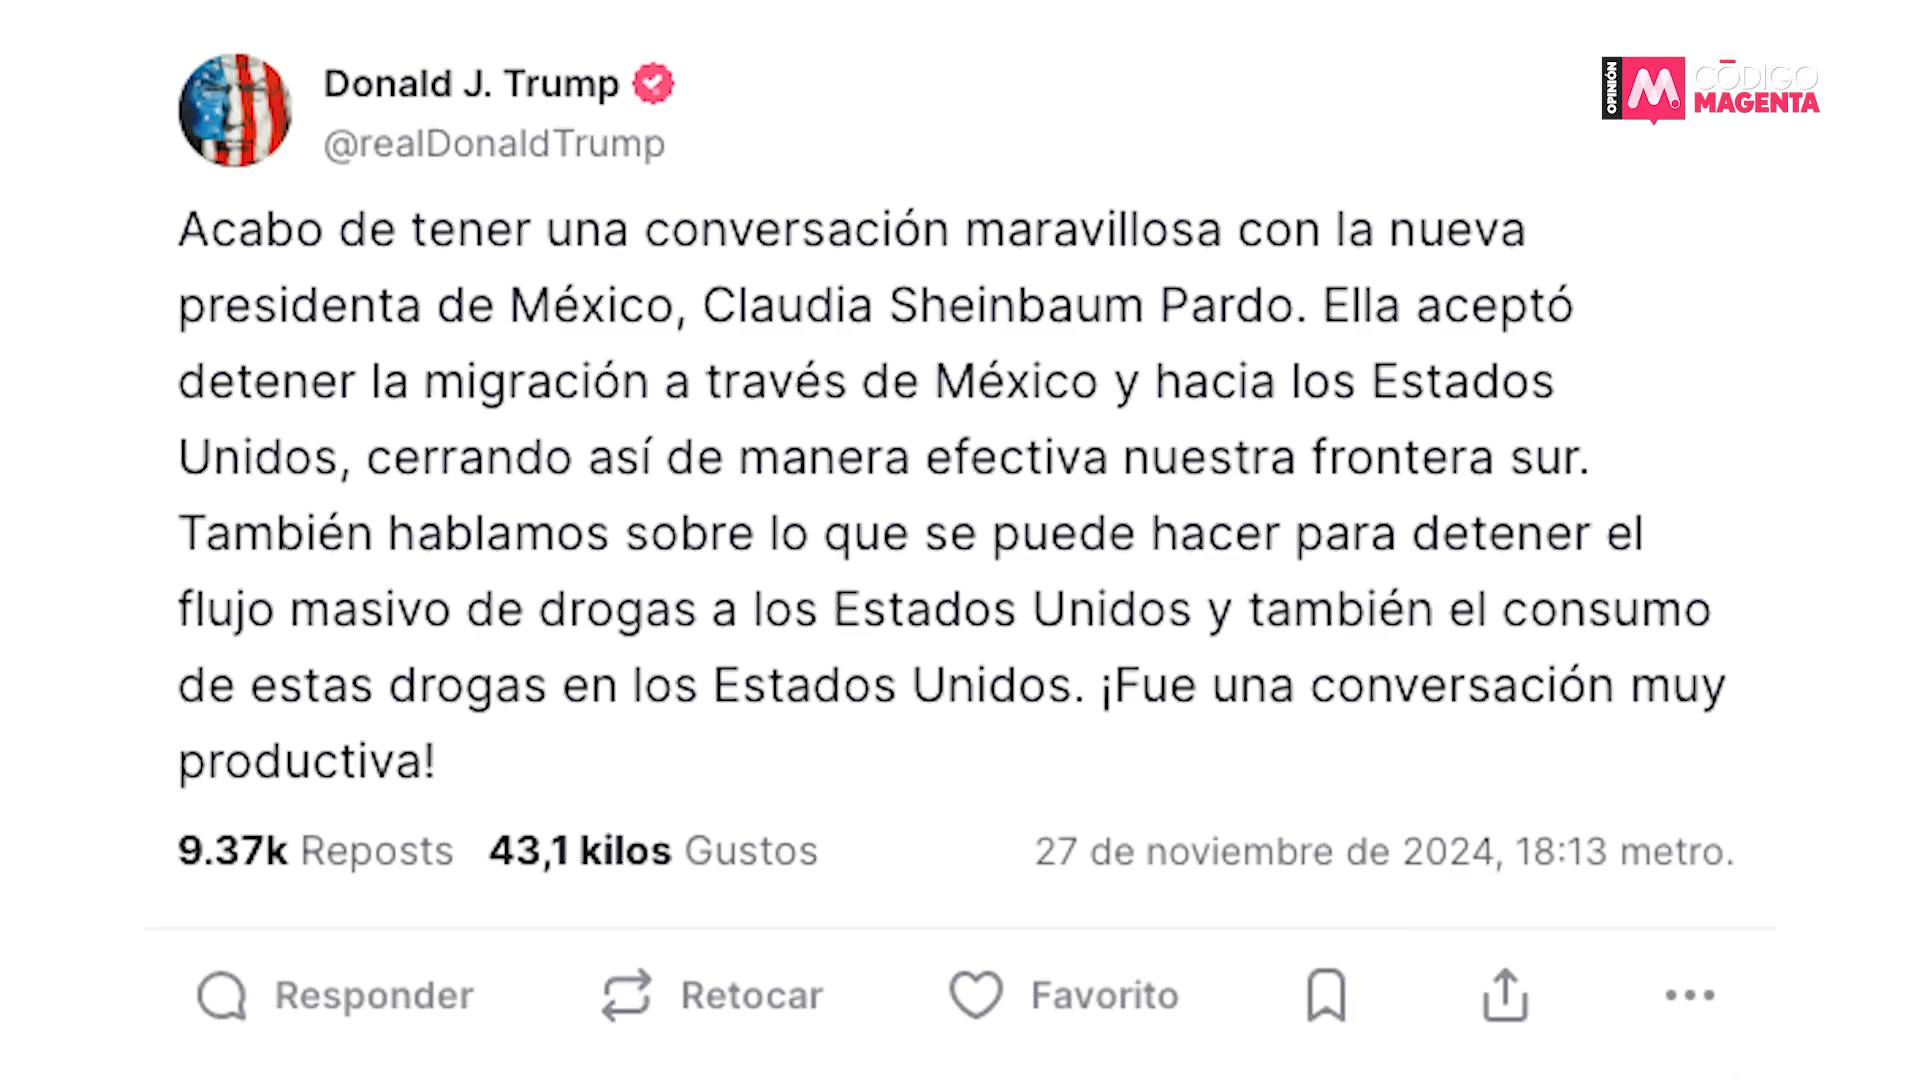 Donald J. Trump
@realDonaldTrump
OPINIÓN
M.
CÓDIGO
MAGENTA
Acabo de tener una conversación maravillosa con la nueva
presidenta de México, Claudia Sheinbaum Pardo. Ella aceptó
detener la migración a través de México y hacia los Estados
Unidos, cerrando así de manera efectiva nuestra frontera sur.
También hablamos sobre lo que se puede hacer para detener el
flujo masivo de drogas a los Estados Unidos y también el consumo
de estas drogas en los Estados Unidos. ¡Fue una conversación muy
productiva!
9.37k Reposts 43,1 kilos Gustos 27 de noviembre de 2024, 18:13 metro.
Responder Retocar Favorito